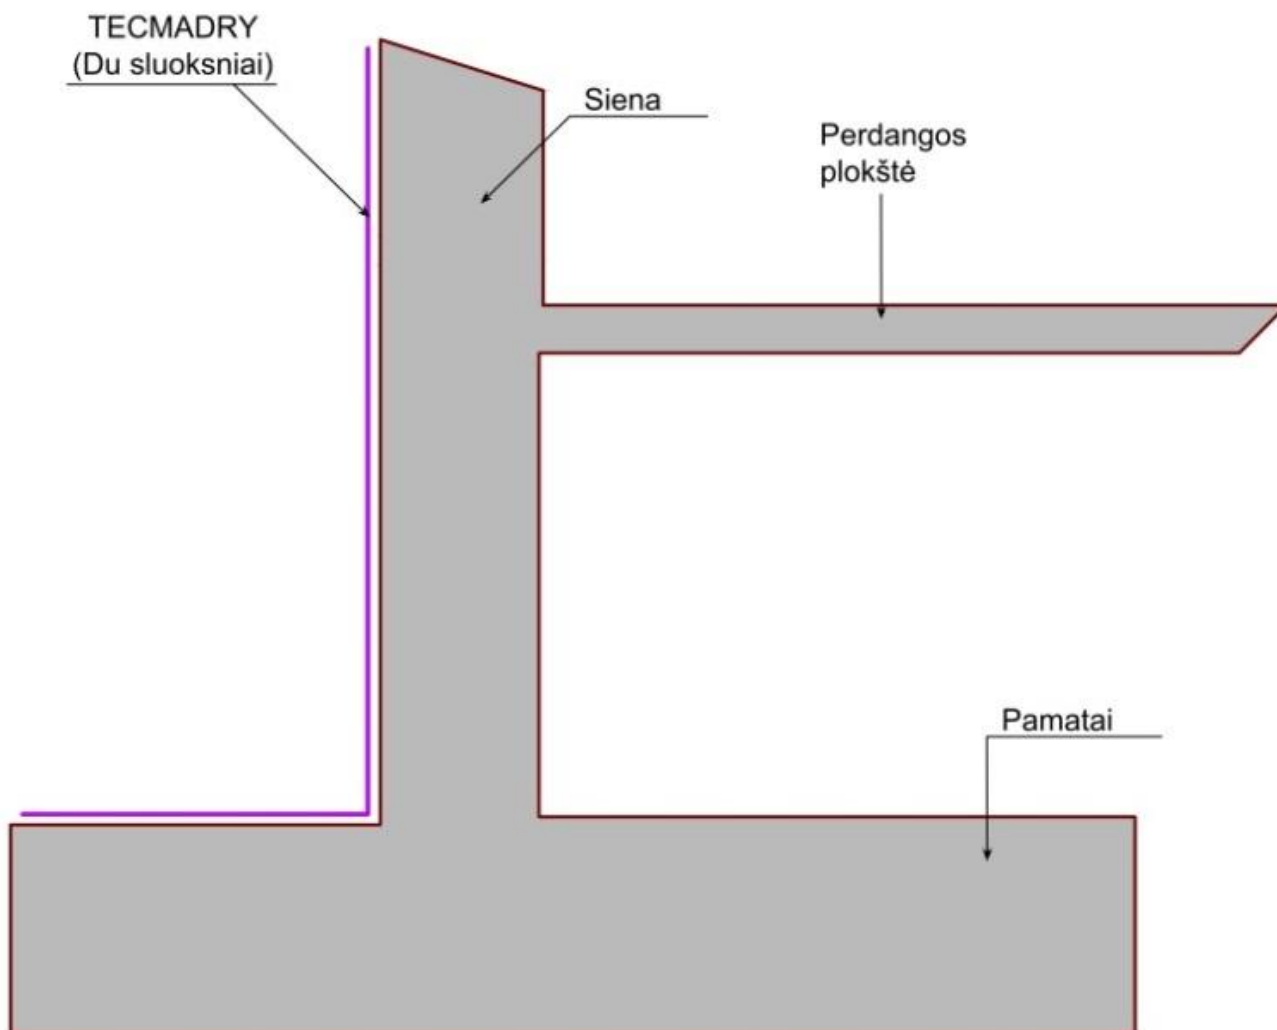 TECMADRY
(Du sluoksniai)
Siena
Perdangos
plokštė
Pamatai